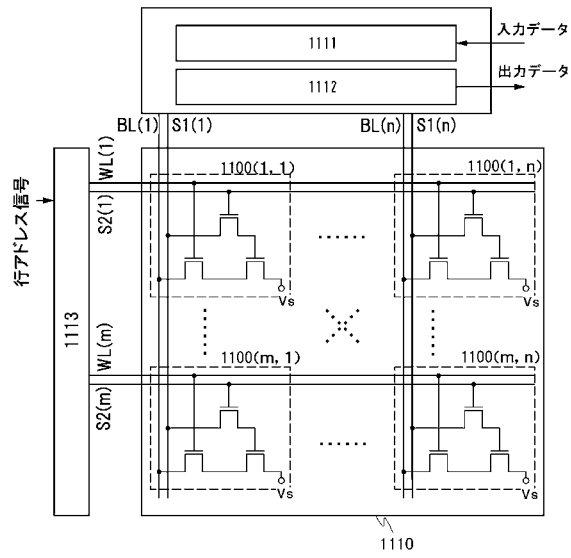 1111
入力データ
1112
出力データ
BL(1) S1(1)
BL(n) S1(n)
行アドレス信号
1113
WL(1)
S2(1)
1100(1, 1)
1100(1, n)
Vs
Vs
WL(m)
S2(m)
1100(m, 1)
1100(m, n)
Vs
Vs
1110